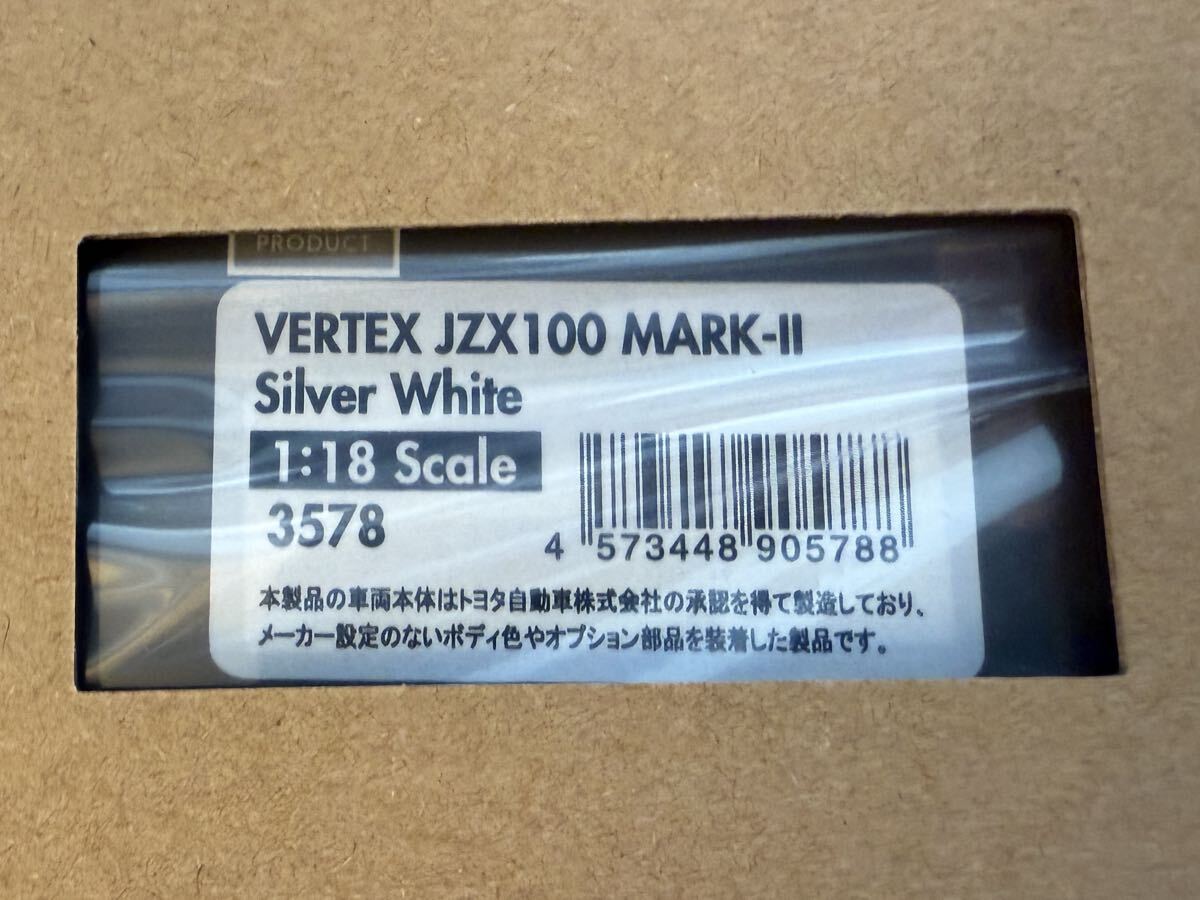 PRODUCT
VERTEX JZX100 MARK-II
Silver White
1:18 Scale
3578
4 573448 905788
本製品の車両本体はトヨタ自動車株式会社の承認を得て製造しており、
メーカー設定のないボディ色やオプション部品を装着した製品です。